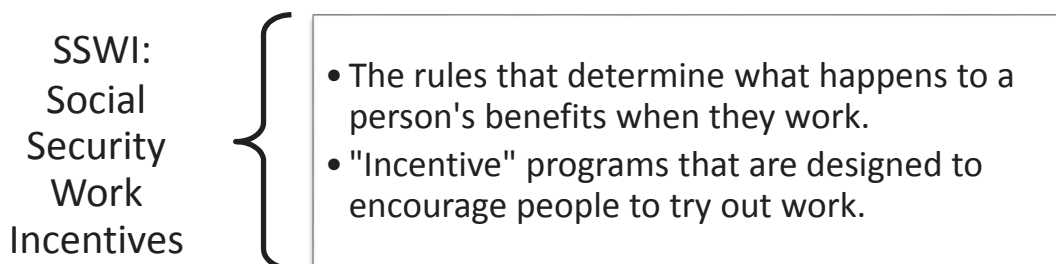 SSWI:
Social
Security
Work
Incentives
• The rules that determine what happens to a
person's benefits when they work.
• "Incentive" programs that are designed to
encourage people to try out work.